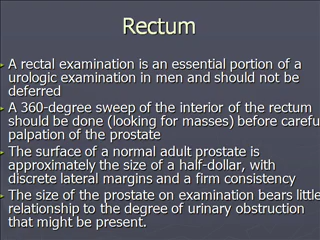 Rectum
A rectal examination is an essential portion of a
urologic examination in men and should not be
deferred
A 360-degree sweep of the interior of the rectum
should be done (looking for masses) before carefu
palpation of the prostate
The surface of a normal adult prostate is
approximately the size of a half-dollar, with
discrete lateral margins and a firm consistency
The size of the prostate on examination bears little
relationship to the degree of urinary obstruction
that might be present.